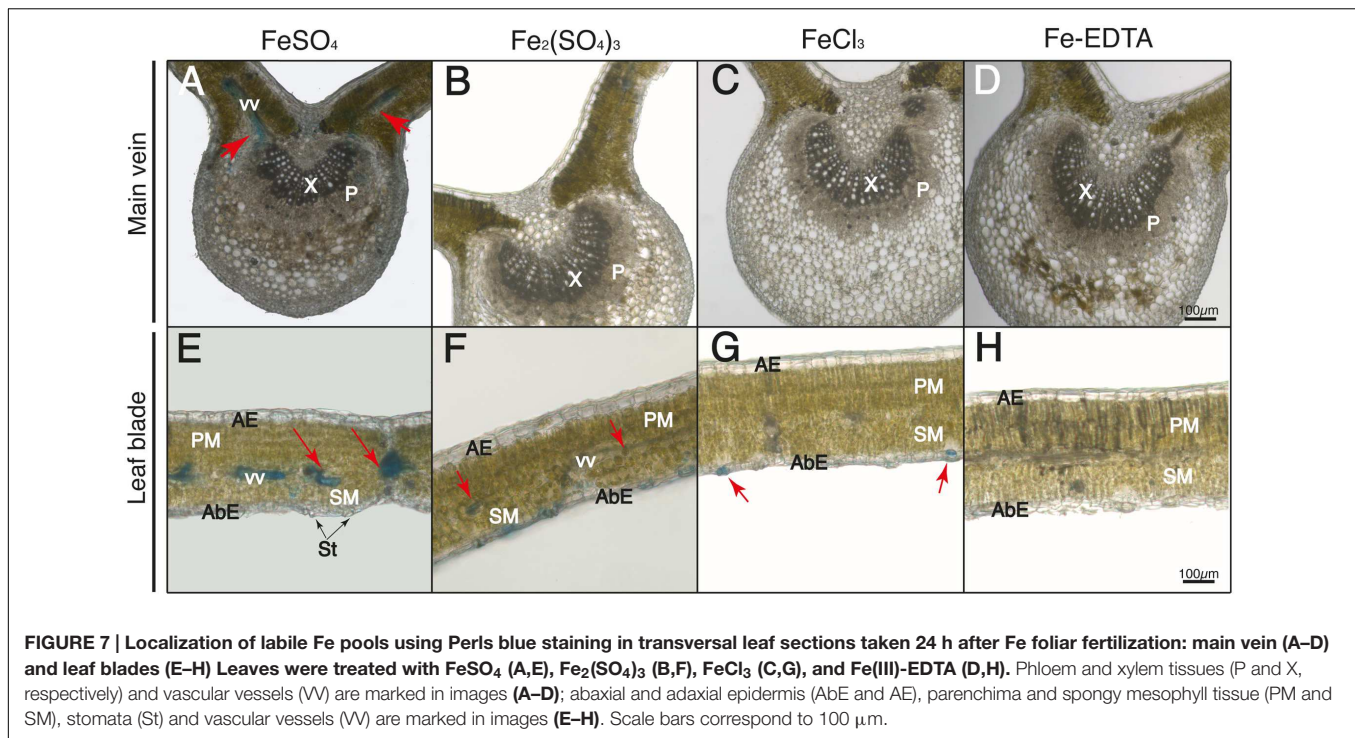 FeSO₄ Fe₂(SO₄)₃ FeCl₃ Fe-EDTA
Main vein
A VV X P
B X P
C X P
D X P 100μm
Leaf blade
E AE PM VV SM AbE St
F AE PM VV SM AbE
G AE PM SM AbE
H AE PM SM AbE 100μm
FIGURE 7 | Localization of labile Fe pools using Perls blue staining in transversal leaf sections taken 24 h after Fe foliar fertilization: main vein (A–D)
and leaf blades (E–H) Leaves were treated with FeSO₄ (A,E), Fe₂(SO₄)₃ (B,F), FeCl₃ (C,G), and Fe(III)-EDTA (D,H). Phloem and xylem tissues (P and X,
respectively) and vascular vessels (VV) are marked in images (A–D); abaxial and adaxial epidermis (AbE and AE), parenchima and spongy mesophyll tissue (PM and
SM), stomata (St) and vascular vessels (VV) are marked in images (E–H). Scale bars correspond to 100 μm.